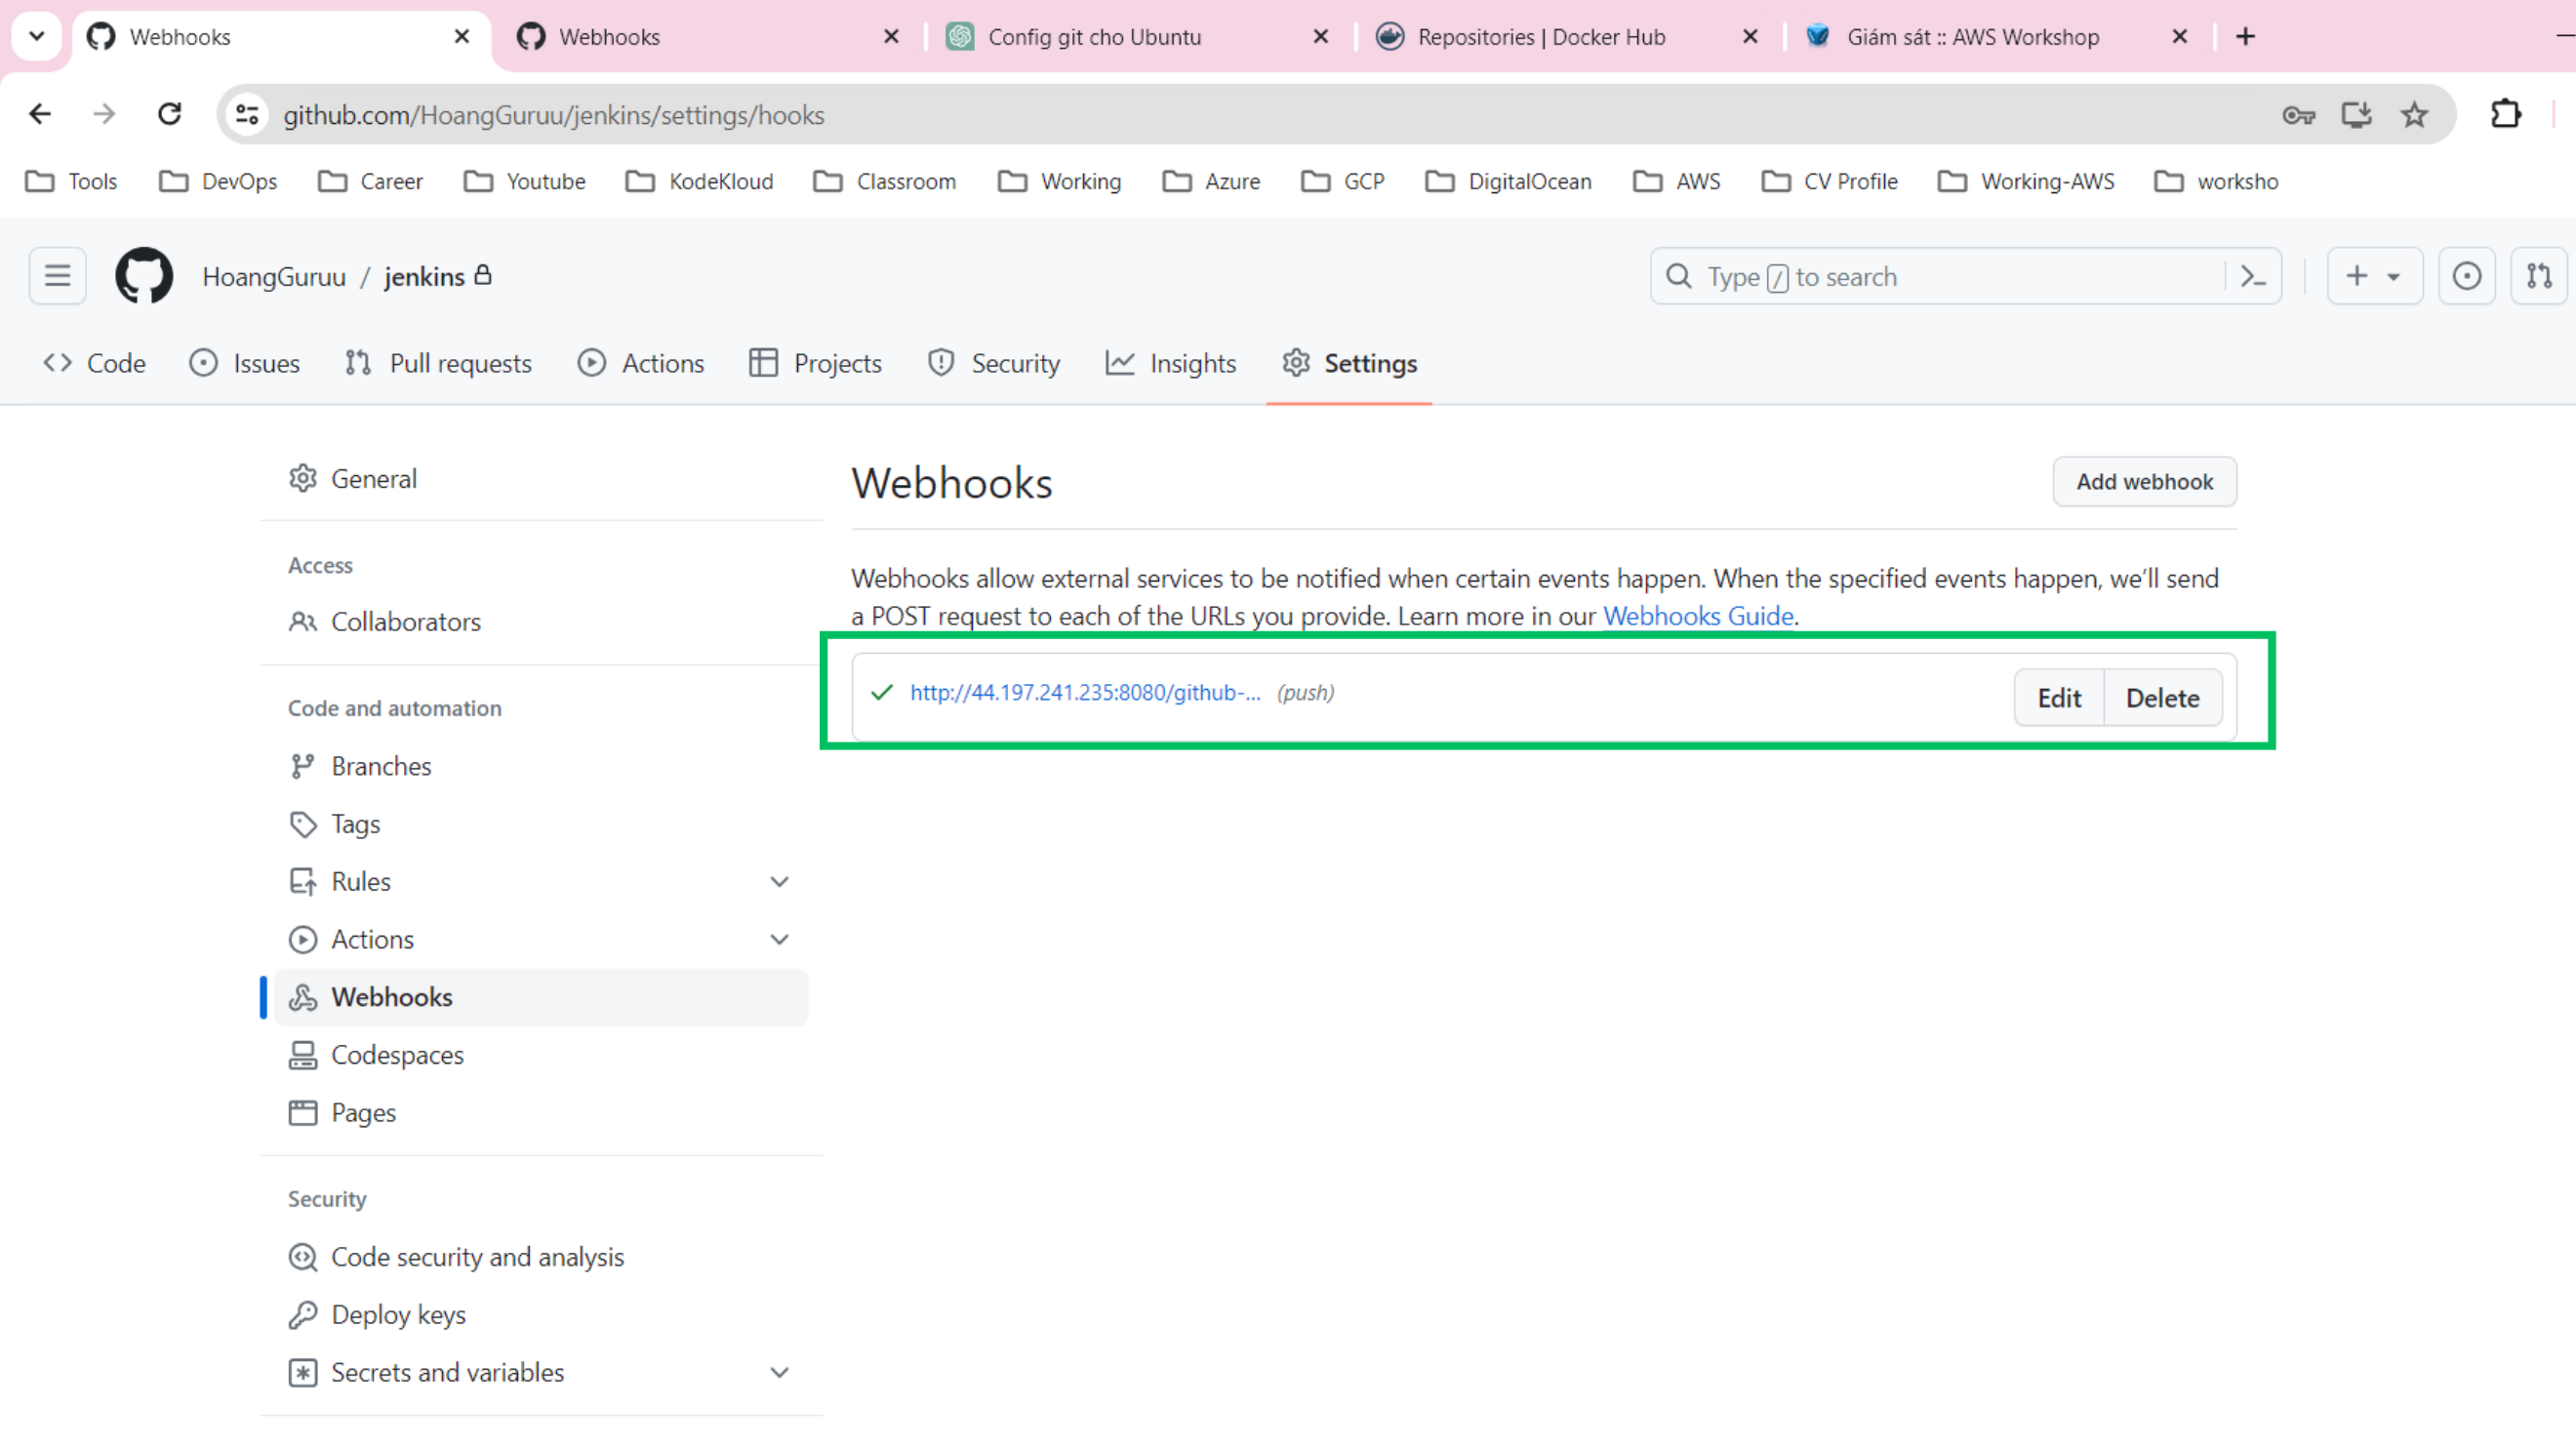 Webhooks
Webhooks
Config git cho Ubuntu
Repositories | Docker Hub
Giám sát :: AWS Workshop
github.com/HoangGuruu/jenkins/settings/hooks
Tools
DevOps
Career
Youtube
KodeKloud
Classroom
Working
Azure
GCP
DigitalOcean
AWS
CV Profile
Working-AWS
worksho
HoangGuruu / jenkins
Type / to search
Code
Issues
Pull requests
Actions
Projects
Security
Insights
Settings
General
Access
Collaborators
Code and automation
Branches
Tags
Rules
Actions
Webhooks
Codespaces
Pages
Security
Code security and analysis
Deploy keys
Secrets and variables
Webhooks
Add webhook
Webhooks allow external services to be notified when certain events happen. When the specified events happen, we’ll send
a POST request to each of the URLs you provide. Learn more in our Webhooks Guide.
http://44.197.241.235:8080/github-... (push)
Edit
Delete